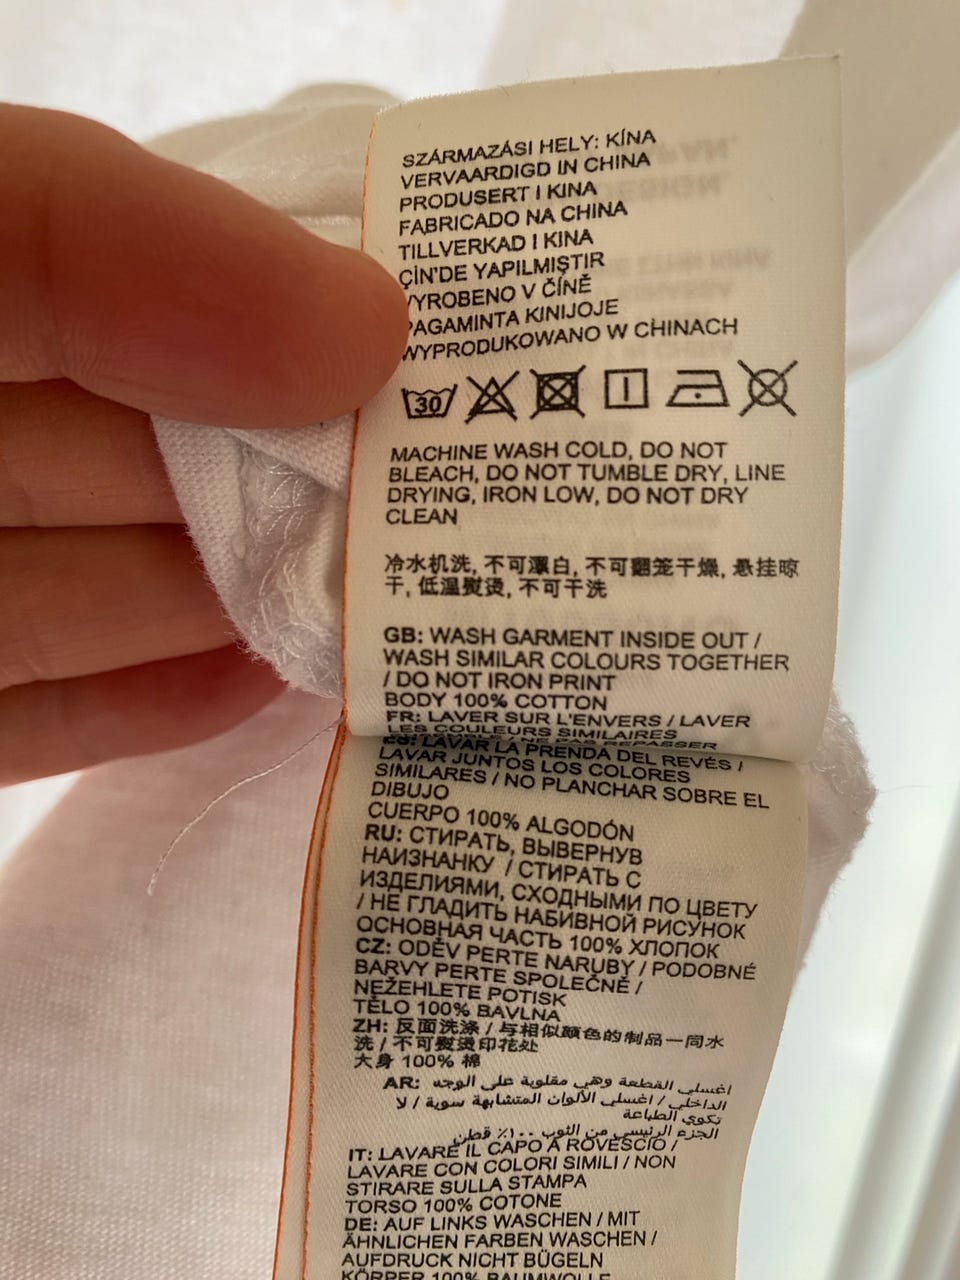 SZÁRMAZÁSI HELY: KÍNA
VERVAARDIGD IN CHINA
PRODUSERT I KINA
FABRICADO NA CHINA
TILLVERKAD I KINA
ÇİN'DE YAPILMIŞTIR
VYROBENO V ČÍNĚ
PAGAMINTA KINIJOJE
WYPRODUKOWANO W CHINACH
30
MACHINE WASH COLD, DO NOT
BLEACH, DO NOT TUMBLE DRY, LINE
DRYING, IRON LOW, DO NOT DRY
CLEAN
冷水机洗, 不可漂白, 不可翻笼干燥, 悬挂晾
干, 低温熨烫, 不可干洗
GB: WASH GARMENT INSIDE OUT /
WASH SIMILAR COLOURS TOGETHER
/ DO NOT IRON PRINT
BODY 100% COTTON
FR: LAVER SUR L'ENVERS / LAVER
LES COULEURS SIMILAIRES
/ NE PAS REPASSER
ES: LAVAR LA PRENDA DEL REVÉS /
LAVAR JUNTOS LOS COLORES
SIMILARES / NO PLANCHAR SOBRE EL
DIBUJO
CUERPO 100% ALGODÓN
RU: СТИРАТЬ, ВЫВЕРНУВ
НАИЗНАНКУ / СТИРАТЬ С
ИЗДЕЛИЯМИ, СХОДНЫМИ ПО ЦВЕТУ
/ НЕ ГЛАДИТЬ НАБИВНОЙ РИСУНОК
ОСНОВНАЯ ЧАСТЬ 100% ХЛОПОК
CZ: ODĚV PERTE NARUBY / PODOBNÉ
BARVY PERTE SPOLEČNĚ /
NEŽEHLETE POTISK
TĚLO 100% BAVLNA
ZH: 反面洗涤 / 与相似颜色的制品一同水
洗 / 不可熨烫印花处
大身 100% 棉
AR: اغسلي القطعة وهي مقلوبة على الوجه
الداخلي / اغسلي الألوان المتشابهة سوية / لا
تكوي الطباعة
الجزء الرئيسي من الثوب ١٠٠٪ قطن
IT: LAVARE IL CAPO A ROVESCIO /
LAVARE CON COLORI SIMILI / NON
STIRARE SULLA STAMPA
TORSO 100% COTONE
DE: AUF LINKS WASCHEN / MIT
ÄHNLICHEN FARBEN WASCHEN /
AUFDRUCK NICHT BÜGELN
KÖRPER 100% BAUMWOLLE